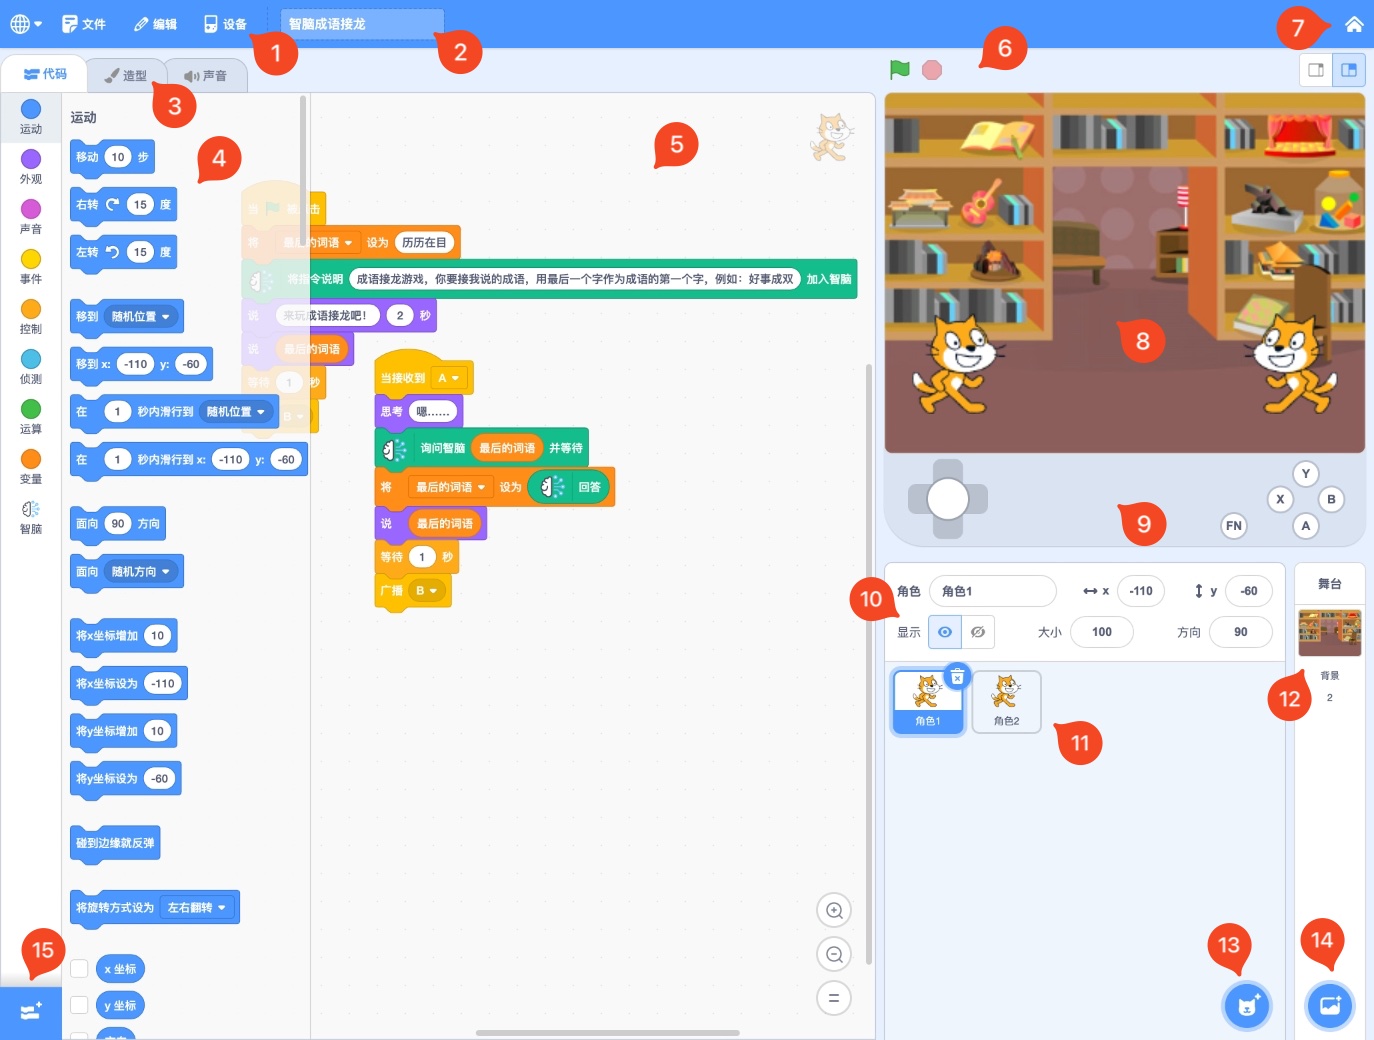 文件 编辑 设备 智脑成语接龙
1
2
6
7
代码 造型 声音
3
4
5
运动
外观
声音
事件
控制
侦测
运算
变量
智脑
15
运动
移动 10 步
右转 15 度
左转 15 度
移到 随机位置
移到 x: -110 y: -60
在 1 秒内滑行到 随机位置
在 1 秒内滑行到 x: -110 y: -60
面向 90 方向
面向 随机方向
将x坐标增加 10
将x坐标设为 -110
将y坐标增加 10
将y坐标设为 -60
碰到边缘就反弹
将旋转方式设为 左右翻转
x 坐标
y 坐标
当 被 击
将 最后的词语 设为 历历在目
将指令说明 成语接龙游戏，你要接我说的成语，用最后一个字作为成语的第一个字，例如：好事成双 加入智脑
说 来玩成语接龙吧！ 2 秒
说 最后的词语
等待 1 秒
B
当接收到 A
思考 嗯……
询问智脑 最后的词语 并等待
将 最后的词语 设为 回答
说 最后的词语
等待 1 秒
广播 B
8
Y
X B
FN A
9
10
角色 角色1 x -110 y -60
显示 大小 100 方向 90
角色1 角色2
11
舞台
背景
2
12
13
14